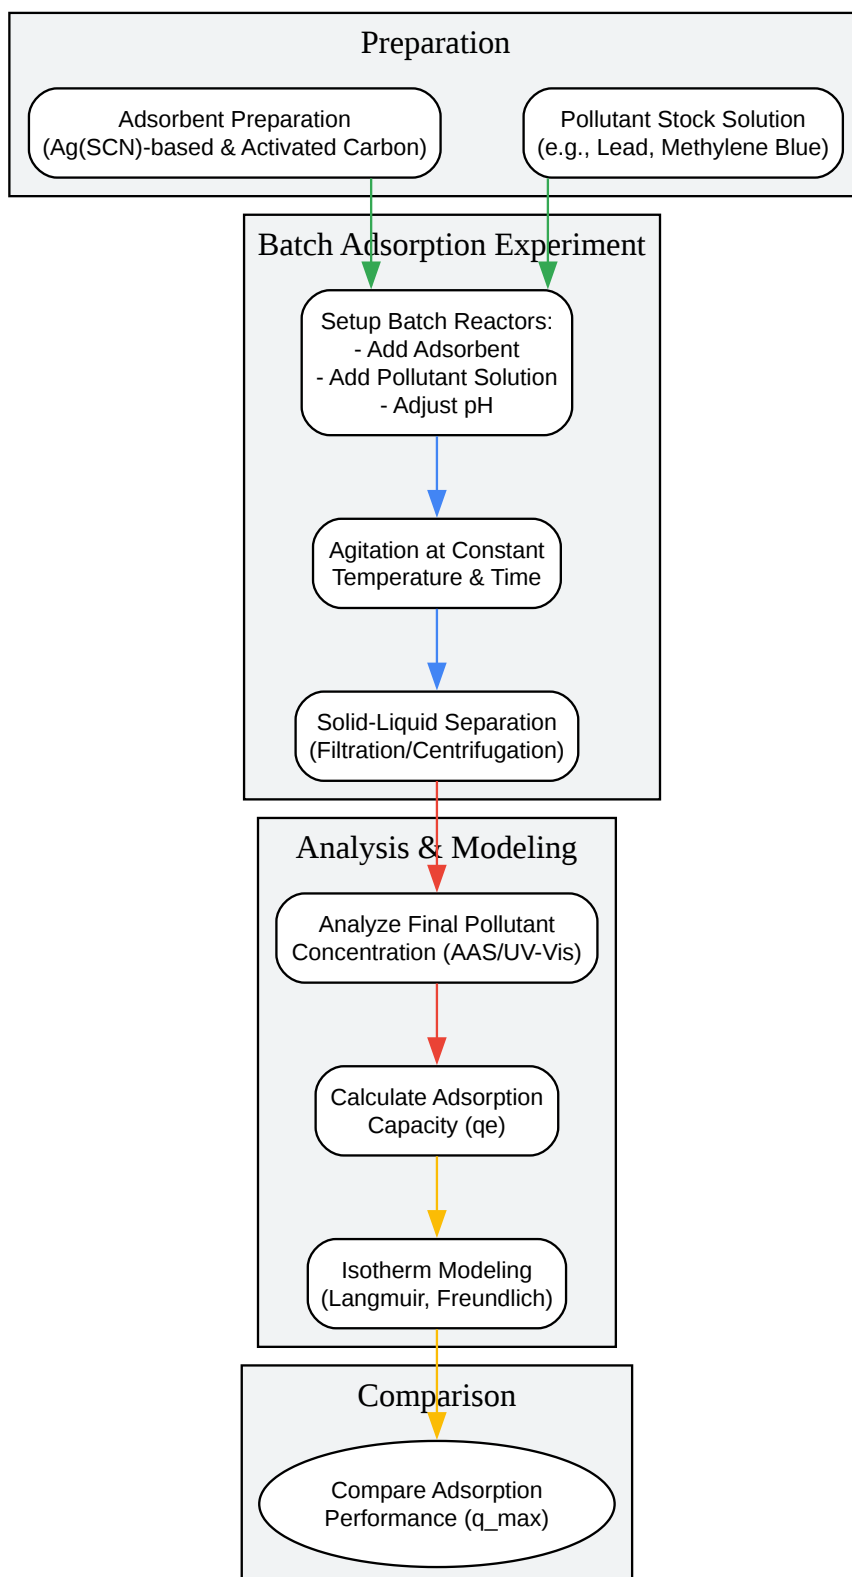 Preparation
Adsorbent Preparation
(Ag(SCN)-based & Activated Carbon)
Pollutant Stock Solution
(e.g., Lead, Methylene Blue)
Batch Adsorption Experiment
Setup Batch Reactors:
- Add Adsorbent
- Add Pollutant Solution
- Adjust pH
Agitation at Constant
Temperature & Time
Solid-Liquid Separation
(Filtration/Centrifugation)
Analysis & Modeling
Analyze Final Pollutant
Concentration (AAS/UV-Vis)
Calculate Adsorption
Capacity (qe)
Isotherm Modeling
(Langmuir, Freundlich)
Comparison
Compare Adsorption
Performance (q_max)